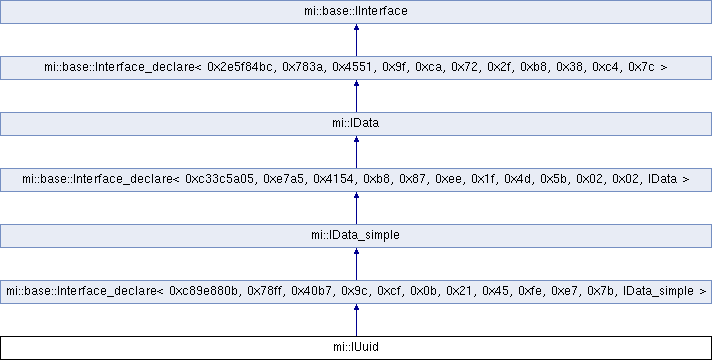 mi::base::IInterface
mi::base::Interface_declare< 0x2e5f84bc, 0x783a, 0x4551, 0x9f, 0xca, 0x72, 0x2f, 0xb8, 0x38, 0xc4, 0x7c >
mi::IData
mi::base::Interface_declare< 0xc33c5a05, 0xe7a5, 0x4154, 0xb8, 0x87, 0xee, 0x1f, 0x4d, 0x5b, 0x02, 0x02, IData >
mi::IData_simple
mi::base::Interface_declare< 0xc89e880b, 0x78ff, 0x40b7, 0x9c, 0xcf, 0x0b, 0x21, 0x45, 0xfe, 0xe7, 0x7b, IData_simple >
mi::IUuid